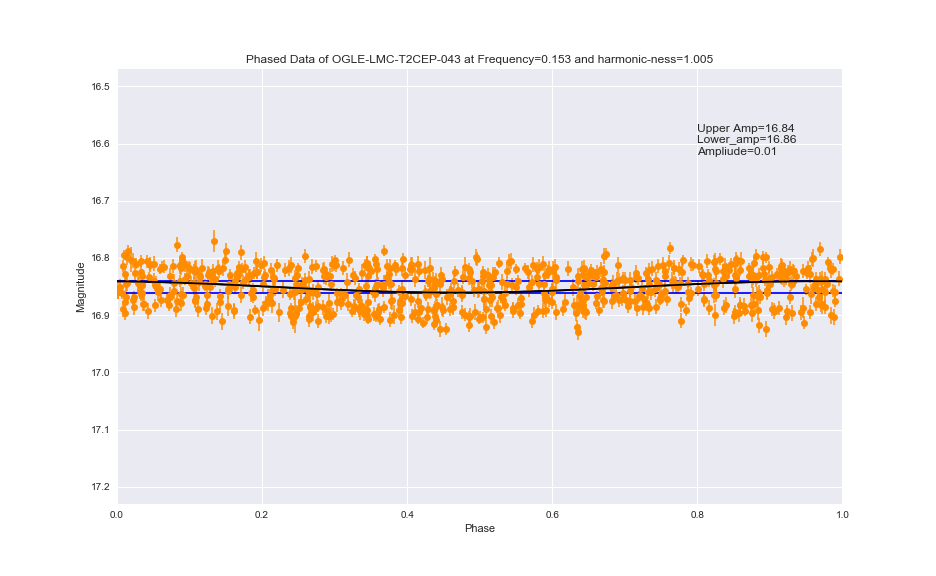 Phased Data of OGLE-LMC-T2CEP-043 at Frequency=0.153 and harmonic-ness=1.005
16.5
16.6
16.7
16.8
16.9
17.0
17.1
17.2
Magnitude
Upper Amp=16.84
Lower_amp=16.86
Ampliude=0.01
0.0
0.2
0.4
0.6
0.8
1.0
Phase